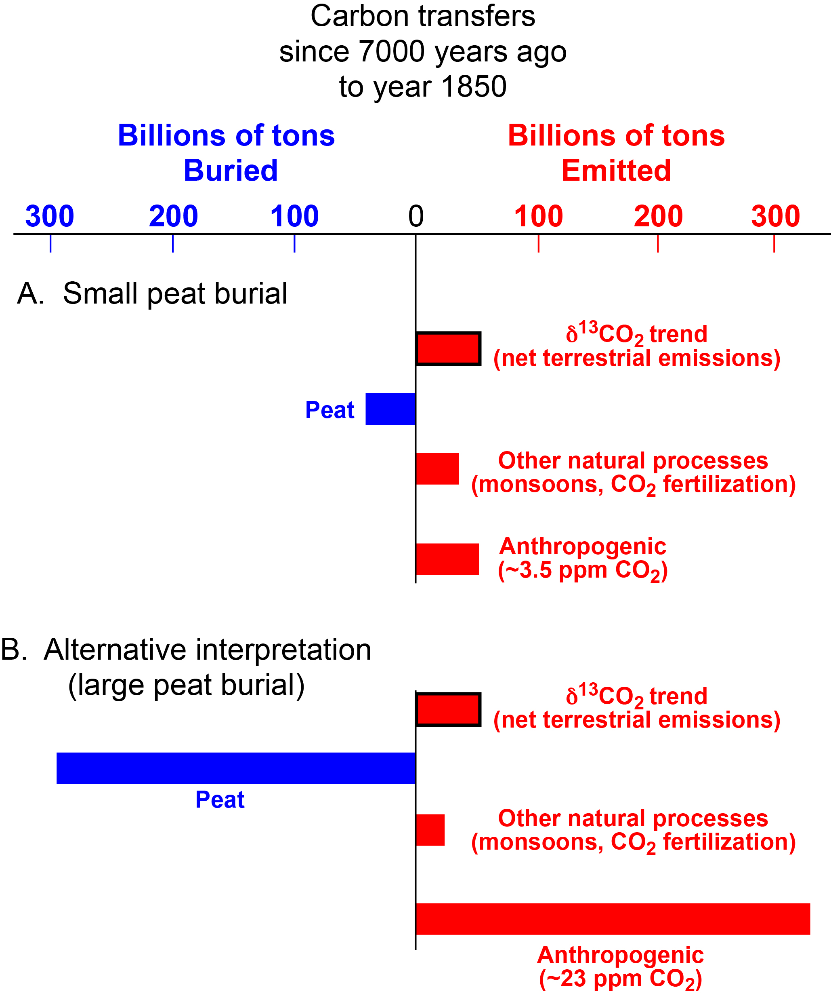 Carbon transfers
since 7000 years ago
to year 1850
Billions of tons
Buried
Billions of tons
Emitted
300 200 100 0 100 200 300
A. Small peat burial
δ¹³CO₂ trend
(net terrestrial emissions)
Peat
Other natural processes
(monsoons, CO₂ fertilization)
Anthropogenic
(~3.5 ppm CO₂)
B. Alternative interpretation
(large peat burial)
δ¹³CO₂ trend
(net terrestrial emissions)
Peat
Other natural processes
(monsoons, CO₂ fertilization)
Anthropogenic
(~23 ppm CO₂)